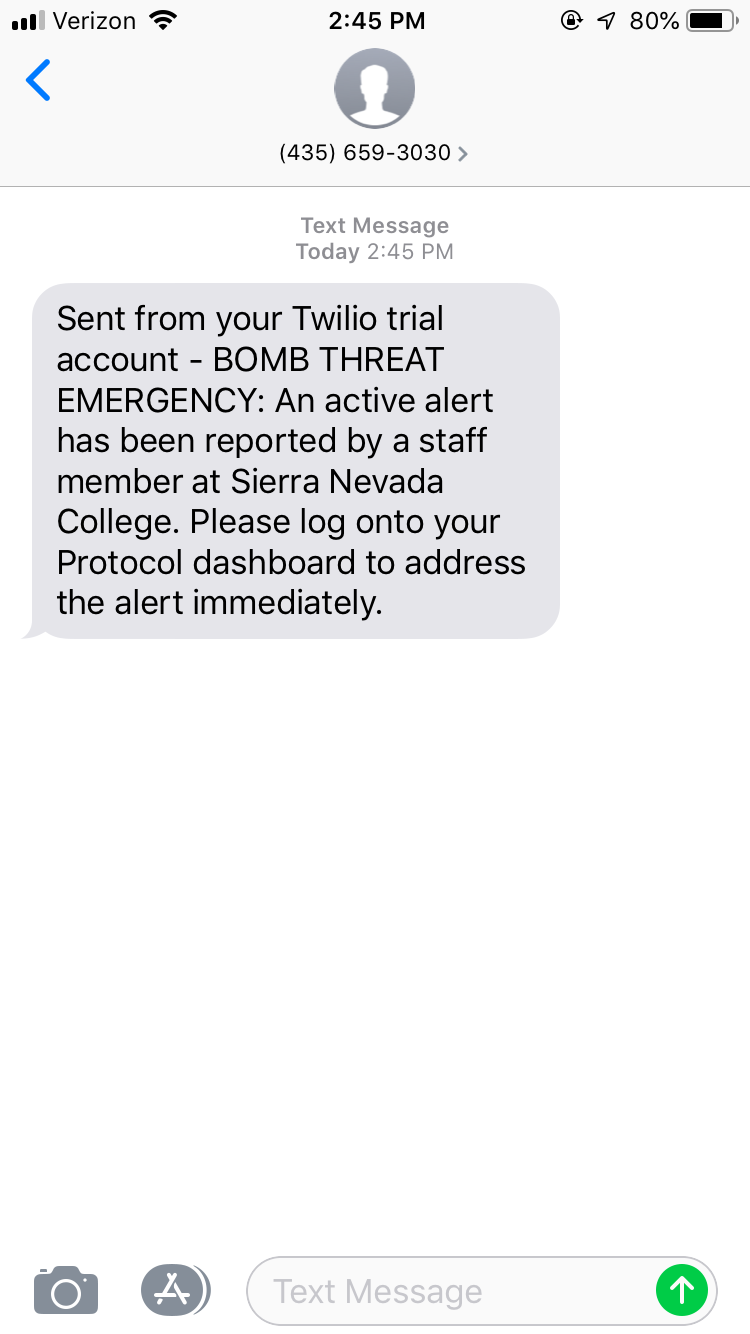 Verizon 2:45 PM 80%
(435) 659-3030
Text Message
Today 2:45 PM
Sent from your Twilio trial
account - BOMB THREAT
EMERGENCY: An active alert
has been reported by a staff
member at Sierra Nevada
College. Please log onto your
Protocol dashboard to address
the alert immediately.
Text Message